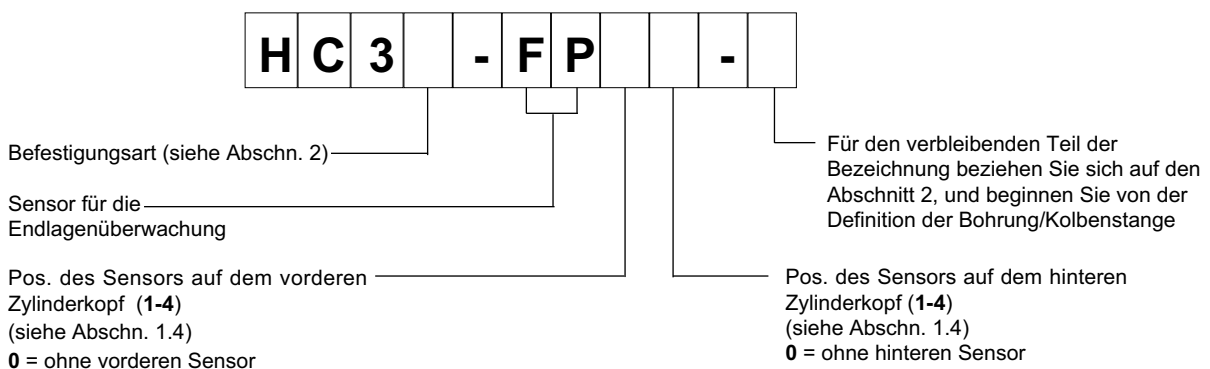 HC3 -FP -
Befestigungsart (siehe Abschn. 2)
Sensor für die
Endlagenüberwachung
Pos. des Sensors auf dem vorderen
Zylinderkopf (1-4)
(siehe Abschn. 1.4)
0 = ohne vorderen Sensor
Für den verbleibenden Teil der
Bezeichnung beziehen Sie sich auf den
Abschnitt 2, und beginnen Sie von der
Definition der Bohrung/Kolbenstange
Pos. des Sensors auf dem hinteren
Zylinderkopf (1-4)
(siehe Abschn. 1.4)
0 = ohne hinteren Sensor